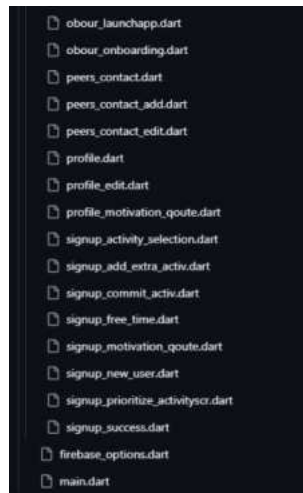 obour_launchapp.dart
obour_onboarding.dart
peers_contact.dart
peers_contact_add.dart
peers_contact_edit.dart
profile.dart
profile_edit.dart
profile_motivation_qoute.dart
signup_activity_selection.dart
signup_add_extra_activ.dart
signup_commit_activ.dart
signup_free_time.dart
signup_motivation_qoute.dart
signup_new_user.dart
signup_prioritize_activityscr.dart
signup_success.dart
firebase_options.dart
main.dart